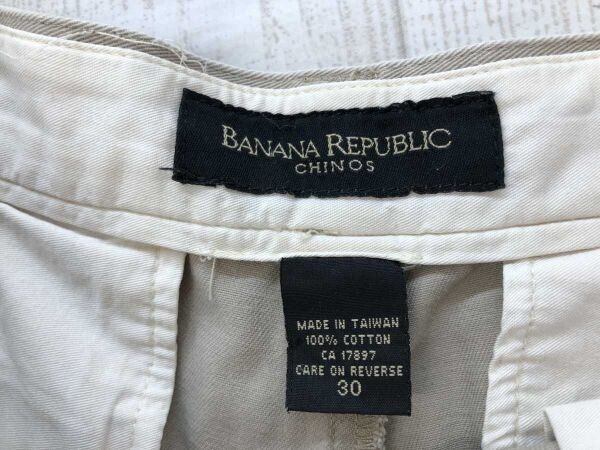 BANANA REPUBLIC
CHINOS
MADE IN TAIWAN
100% COTTON
CA 17897
CARE ON REVERSE
30